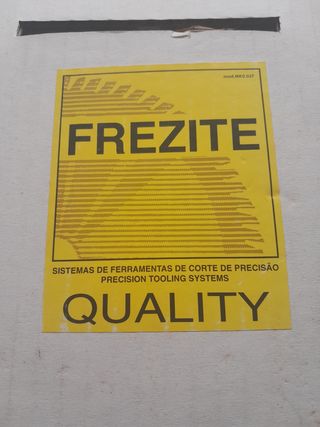 mod.MKG.027
FREZITE
SISTEMAS DE FERRAMENTAS DE CORTE DE PRECISÃO
PRECISION TOOLING SYSTEMS
QUALITY